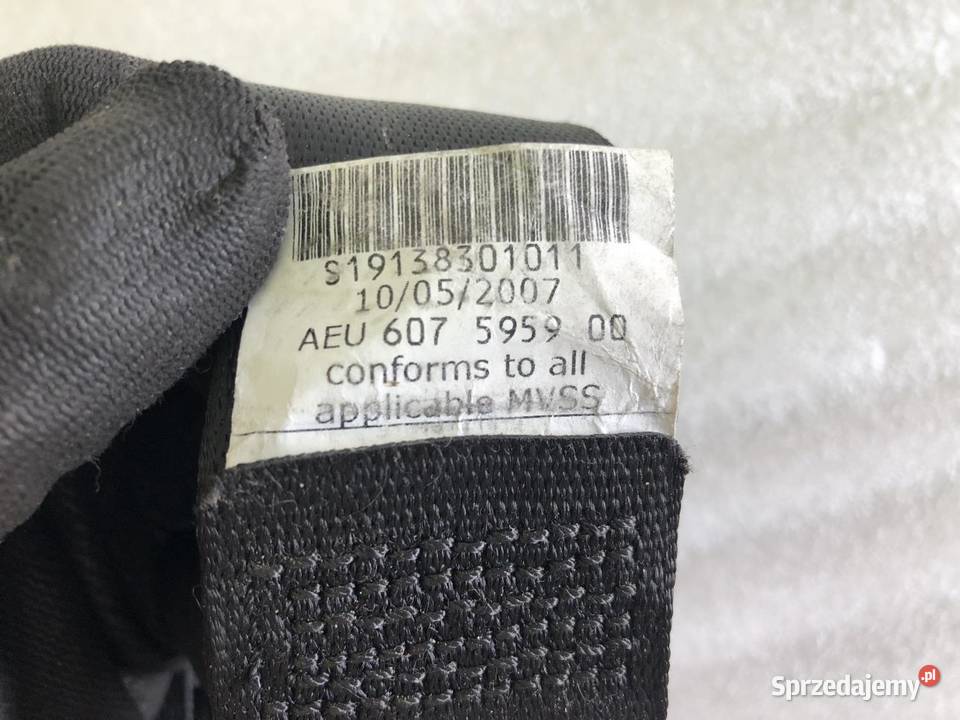 S19138301011
10/05/2007
AEU 607 5959 00
conforms to all
applicable MVSS
Sprzedajemy.pl